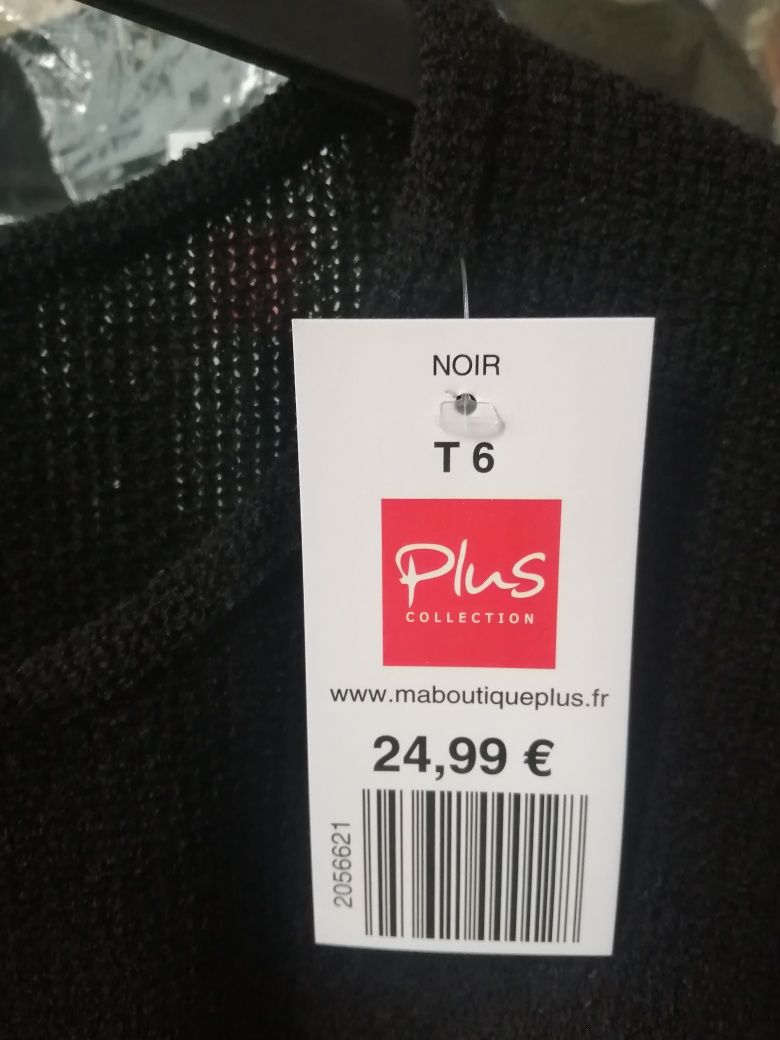 NOIR
T 6
Plus
COLLECTION
www.maboutiqueplus.fr
24,99 €
2056621